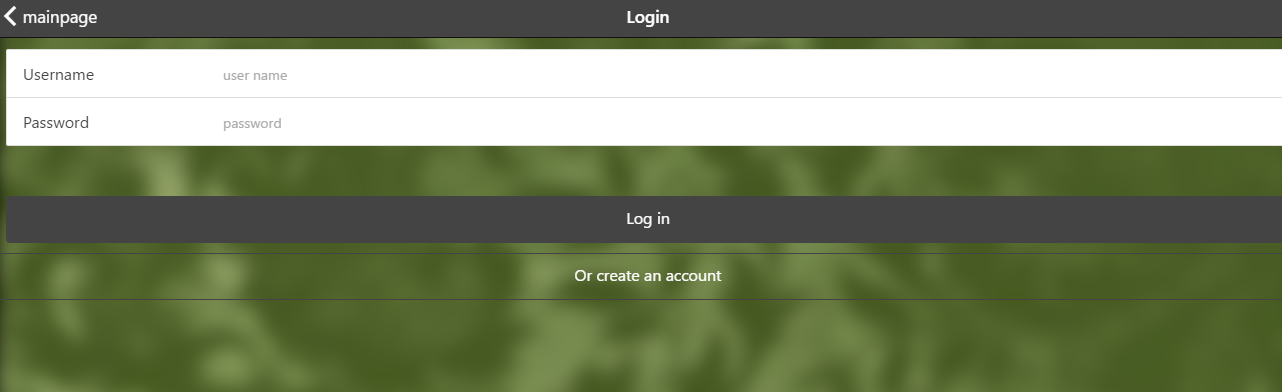 mainpage
Login
Username user name
Password password
Log in
Or create an account